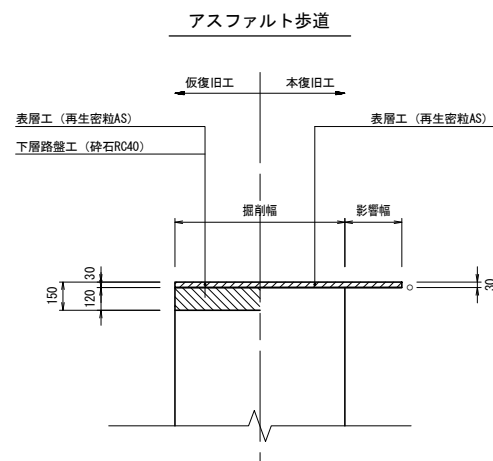 アスファルト歩道
仮復旧工
本復旧工
表層工（再生密粒AS）
表層工（再生密粒AS）
下層路盤工（砕石RC40）
掘削幅
影響幅
30
150
120
30